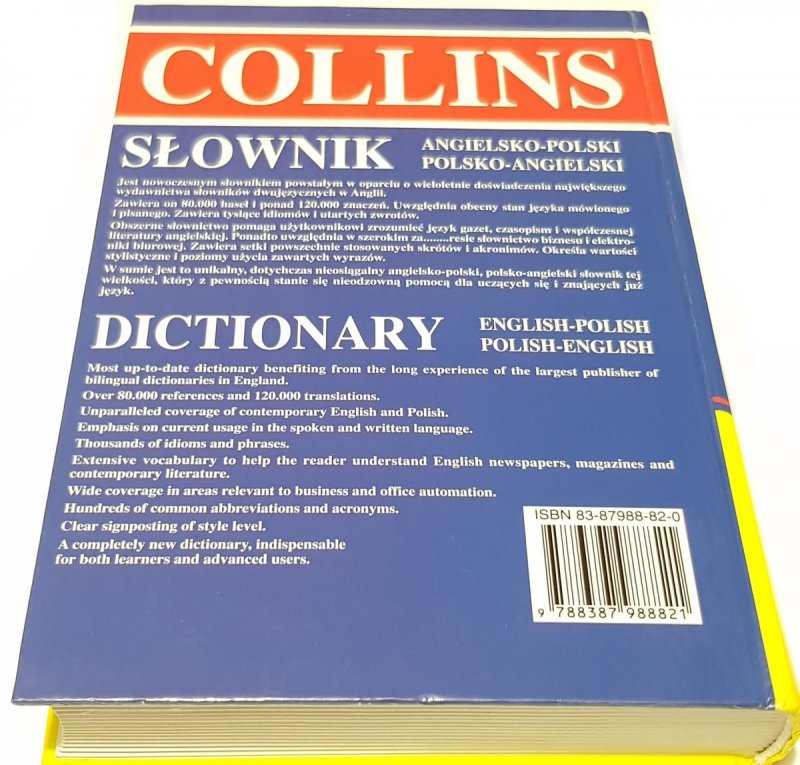 COLLINS
SŁOWNIK
ANGIELSKO-POLSKI
POLSKO-ANGIELSKI
Jest nowoczesnym słownikiem powstałym w oparciu o wieloletnie doświadczenia największego
wydawnictwa słowników dwujęzycznych w Anglii.
Zawiera on 80.000 haseł i ponad 120.000 znaczeń. Uwzględnia obecny stan języka mówionego
i pisanego. Zawiera tysiące idiomów i utartych zwrotów.
Obszerne słownictwo pomaga użytkownikowi zrozumieć język gazet, czasopism i współczesnej
literatury angielskiej. Ponadto uwzględnia w szerokim za........resie słownictwo biznesu i elektro-
niki biurowej. Zawiera setki powszechnie stosowanych skrótów i akronimów. Określa wartości
stylistyczne i poziomy użycia zawartych wyrazów.
W sumie jest to unikalny, dotychczas nieosiągalny angielsko-polski, polsko-angielski słownik tej
wielkości, który z pewnością stanie się nieodzowną pomocą dla uczących się i znających już
język.
DICTIONARY
ENGLISH-POLISH
POLISH-ENGLISH
Most up-to-date dictionary benefiting from the long experience of the largest publisher of
bilingual dictionaries in England.
Over 80.000 references and 120.000 translations.
Unparalleled coverage of contemporary English and Polish.
Emphasis on current usage in the spoken and written language.
Thousands of idioms and phrases.
Extensive vocabulary to help the reader understand English newspapers, magazines and
contemporary literature.
Wide coverage in areas relevant to business and office automation.
Hundreds of common abbreviations and acronyms.
Clear signposting of style level.
A completely new dictionary, indispensable
for both learners and advanced users.
ISBN 83-87988-82-0
9 788387 988821